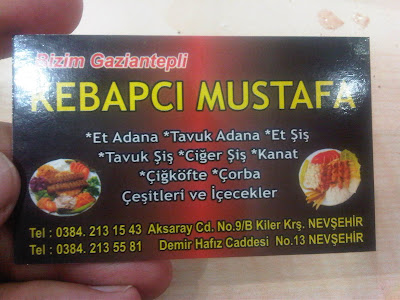 Bizim Gaziantepli
KEBAPCI MUSTAFA
*Et Adana *Tavuk Adana *Et Şiş
*Tavuk Şiş *Ciğer Şiş *Kanat
*Çiğköfte *Çorba
Çeşitleri ve İçecekler
Tel : 0384. 213 15 43 Aksaray Cd. No.9/B Kiler Krş. NEVŞEHİR
Tel : 0384. 213 55 81 Demir Hafız Caddesi No.13 NEVŞEHİR